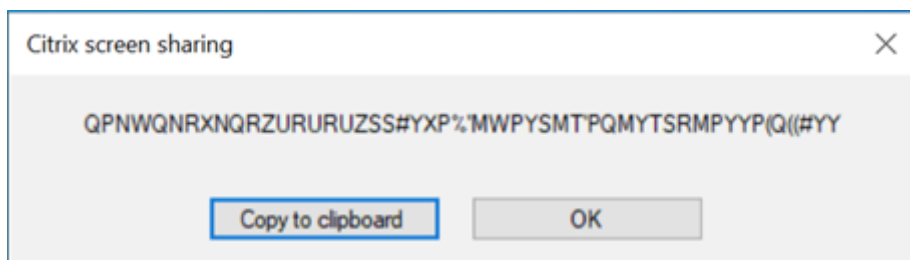 Citrix screen sharing
QPNWQNRXNQRZURURUZSS#YXP%'MWPYSMT'PQMYTSRMPYYP(Q((#YY
Copy to clipboard OK